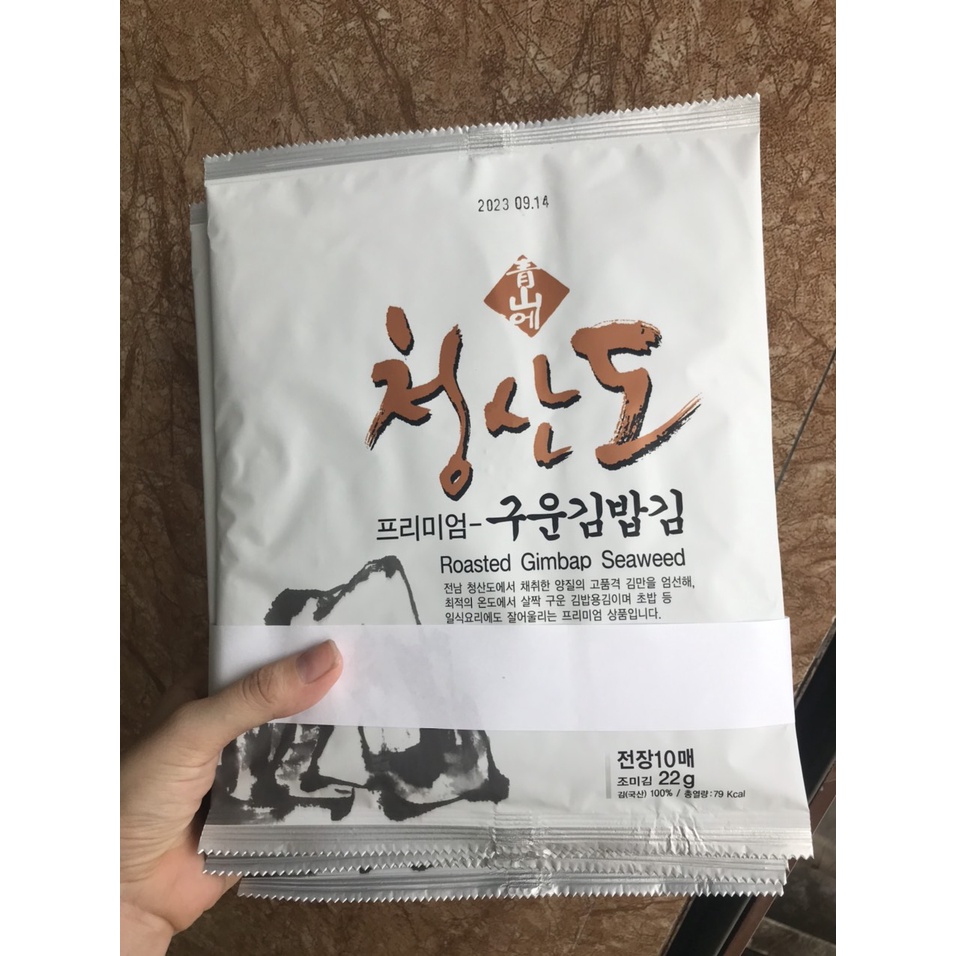 2023 09.14
靑山에
청산도
프리미엄-구운김밥김
Roasted Gimbap Seaweed
전남 청산도에서 채취한 양질의 고품격 김만을 엄선해,
최적의 온도에서 살짝 구운 김밥용김이며 초밥 등
일식요리에도 잘어울리는 프리미엄 상품입니다.
전장10매
조미김 22g
김(국산) 100% / 총열량:79 Kcal